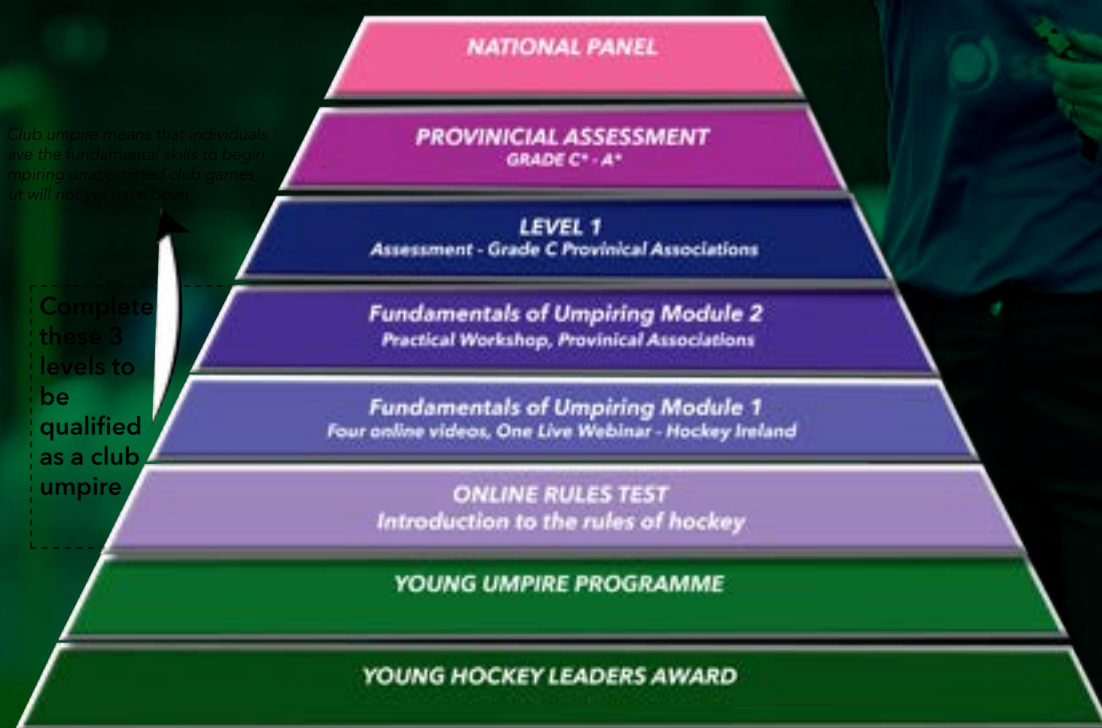 NATIONAL PANEL
PROVINICIAL ASSESSMENT
GRADE C* - A*
Club umpire means that individuals
ave the fundamental skills to begin
mpiring unappointed club games,
ut will not yet have been
LEVEL 1
Assessment - Grade C Provinical Associations
Fundamentals of Umpiring Module 2
Practical Workshop, Provinical Associations
Complete
these 3
levels to
be
qualified
as a club
umpire
Fundamentals of Umpiring Module 1
Four online videos, One Live Webinar - Hockey Ireland
ONLINE RULES TEST
Introduction to the rules of hockey
YOUNG UMPIRE PROGRAMME
YOUNG HOCKEY LEADERS AWARD